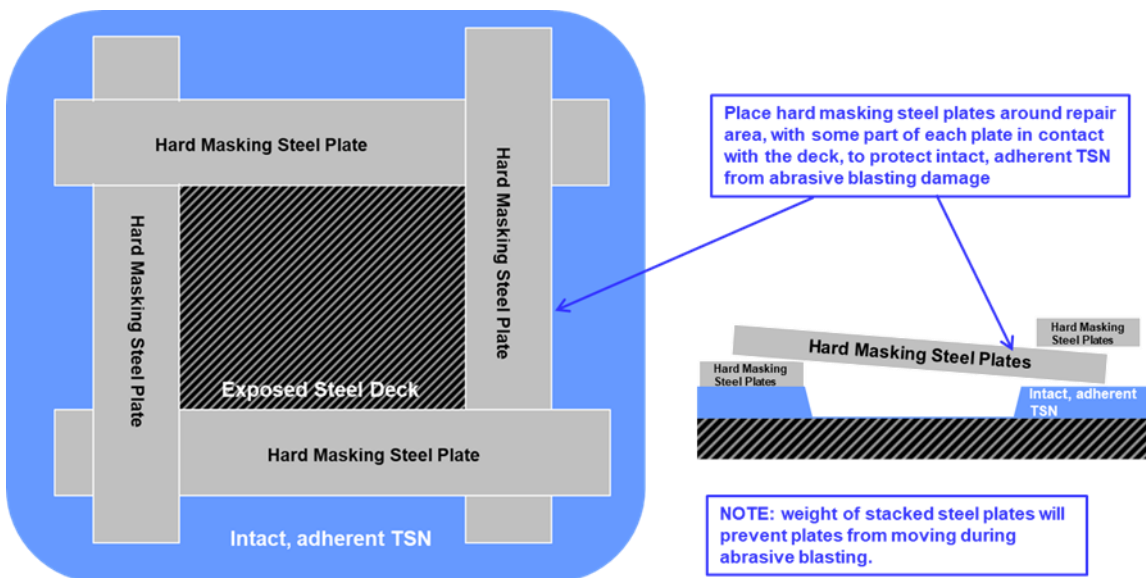 Hard Masking Steel Plate
Hard Masking Steel Plate
Hard Masking Steel Plate
Exposed Steel Deck
Hard Masking Steel Plate
Intact, adherent TSN
Place hard masking steel plates around repair
area, with some part of each plate in contact
with the deck, to protect intact, adherent TSN
from abrasive blasting damage
Hard Masking
Steel Plates
Hard Masking Steel Plates
Hard Masking
Steel Plates
Intact, adherent
TSN
NOTE: weight of stacked steel plates will
prevent plates from moving during
abrasive blasting.